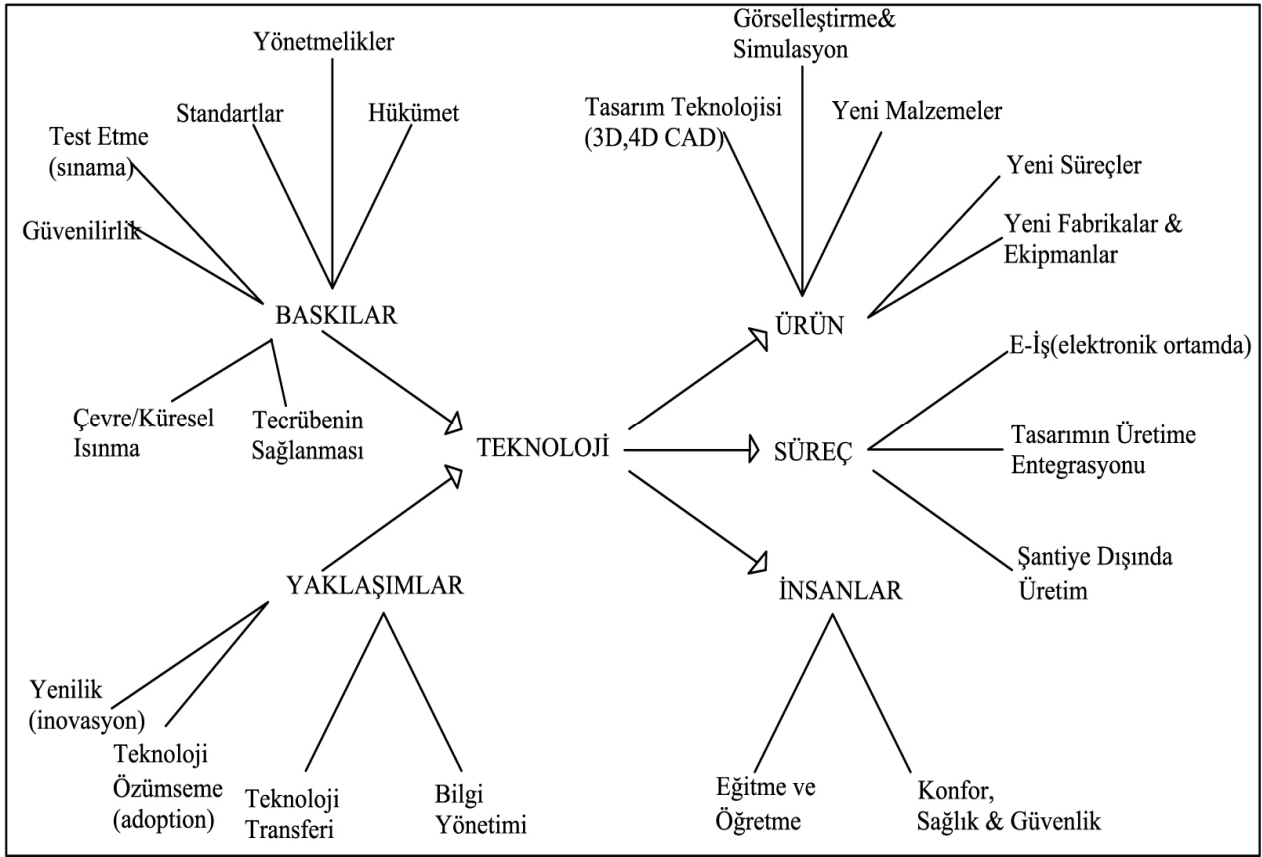 Yönetmelikler
Standartlar
Hükümet
Test Etme
(sınama)
Güvenilirlik
BASKILAR
Çevre/Küresel
Isınma
Tecrübenin
Sağlanması
TEKNOLOJİ
YAKLAŞIMLAR
Yenilik
(inovasyon)
Teknoloji
Özümseme
(adoption)
Teknoloji
Transferi
Bilgi
Yönetimi
Görselleştirme&
Simulasyon
Tasarım Teknolojisi
(3D,4D CAD)
Yeni Malzemeler
Yeni Süreçler
Yeni Fabrikalar &
Ekipmanlar
ÜRÜN
E-İş(elektronik ortamda)
SÜREÇ
Tasarımın Üretime
Entegrasyonu
Şantiye Dışında
Üretim
İNSANLAR
Eğitme ve
Öğretme
Konfor,
Sağlık & Güvenlik